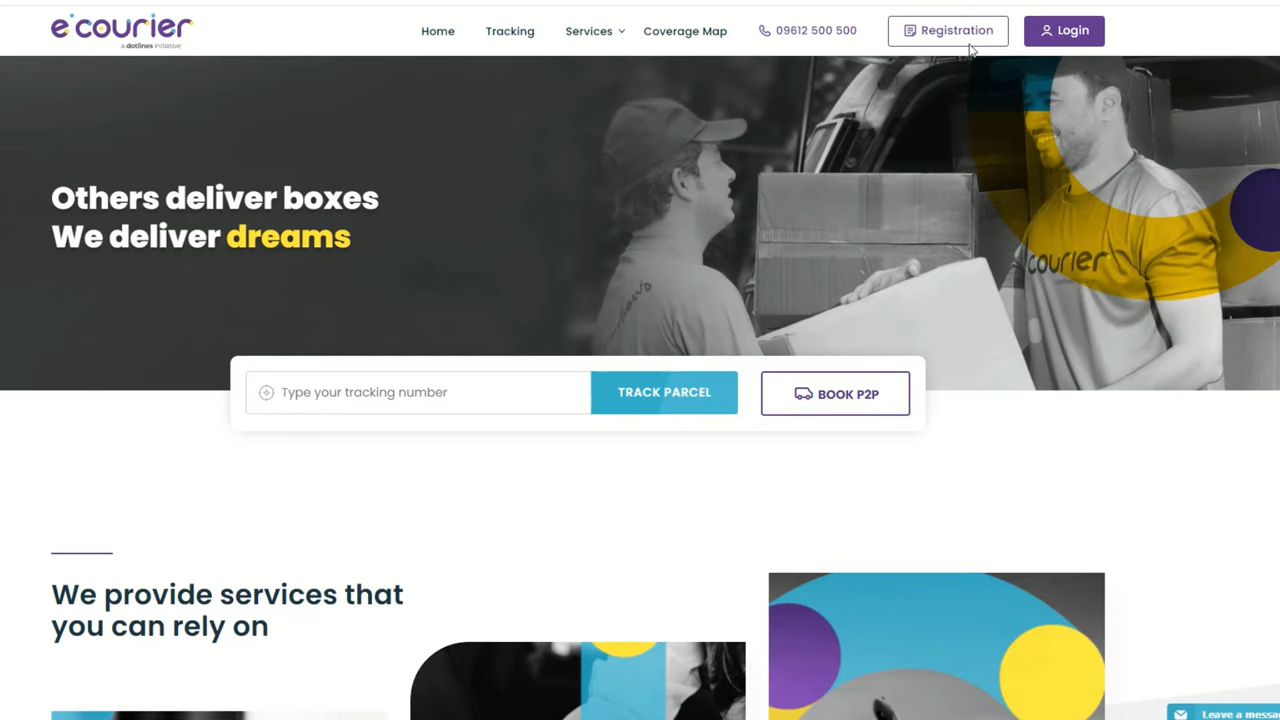 e'courier
a dotlines initiative
Home
Tracking
Services
Coverage Map
09612 500 500
Registration
Login
Others deliver boxes
We deliver dreams
courier
Type your tracking number
TRACK PARCEL
BOOK P2P
We provide services that
you can rely on
Leave a messa